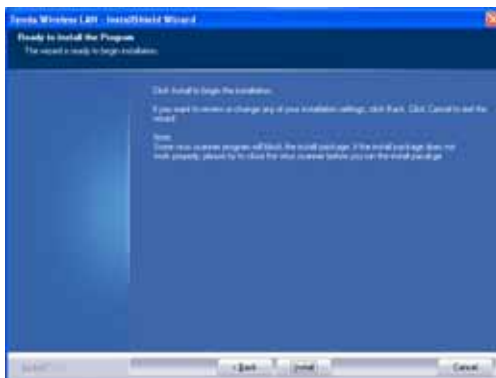 Tenda Wireless LAN - InstallShield Wizard
Ready to Install the Program
The wizard is ready to begin installation.
Click Install to begin the installation.
If you want to review or change any of your installation settings, click Back. Click Cancel to exit the
wizard.
Note:
Some virus scanner program will block the install package. If the install package does not
work properly, please try to close the virus scanner before you run the install package
< Back
Install
Cancel